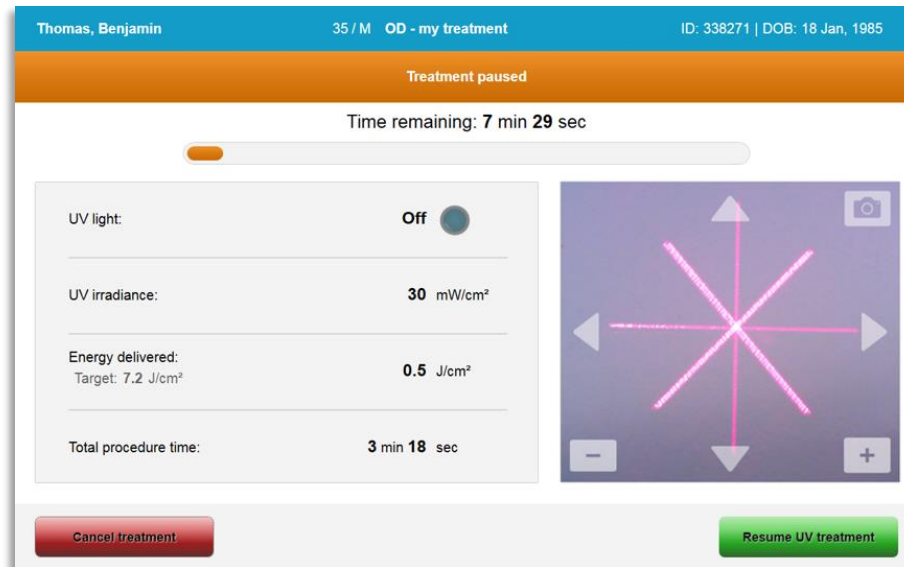 Thomas, Benjamin 35 / M OD - my treatment ID: 338271 | DOB: 18 Jan, 1985
Treatment paused
Time remaining: 7 min 29 sec
UV light: Off
UV irradiance: 30 mW/cm²
Energy delivered: 0.5 J/cm²
Target: 7.2 J/cm²
Total procedure time: 3 min 18 sec
− +
Cancel treatment Resume UV treatment